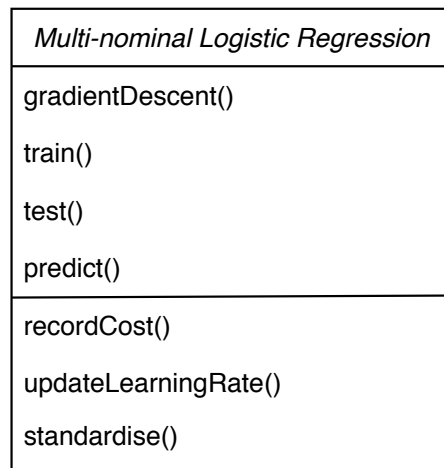 Multi-nominal Logistic Regression
gradientDescent()
train()
test()
predict()
recordCost()
updateLearningRate()
standardise()